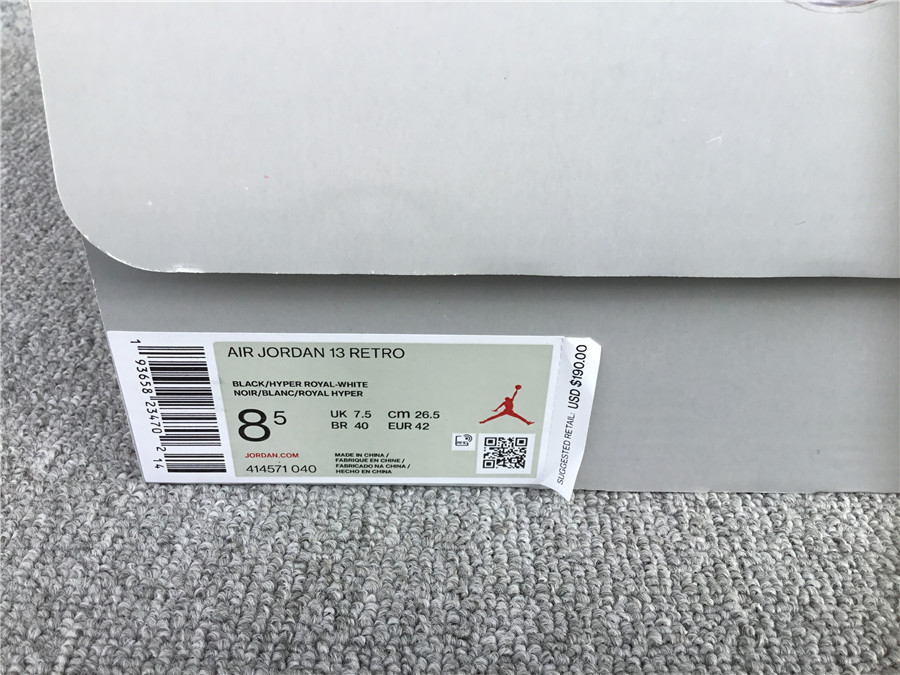 AIR JORDAN 13 RETRO
BLACK/HYPER ROYAL-WHITE
NOIR/BLANC/ROYAL HYPER
8 5
UK 7.5 cm 26.5
BR 40 EUR 42
JORDAN.COM
414571 040
MADE IN CHINA /
FABRIQUE EN CHINE /
FABRICADO NA CHINA /
HECHO EN CHINA
1 93658 23470 2 14
SUGGESTED RETAIL: USD $190.00